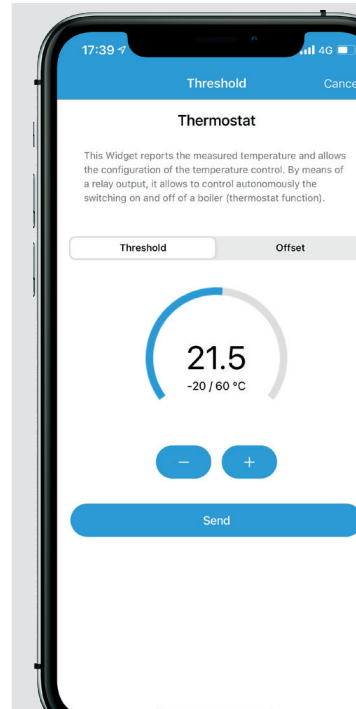 17:39 4G
Threshold Cance
Thermostat
This Widget reports the measured temperature and allows
the configuration of the temperature control. By means of
a relay output, it allows to control autonomously the
switching on and off of a boiler (thermostat function).
Threshold Offset
21.5
-20 / 60 °C
− +
Send